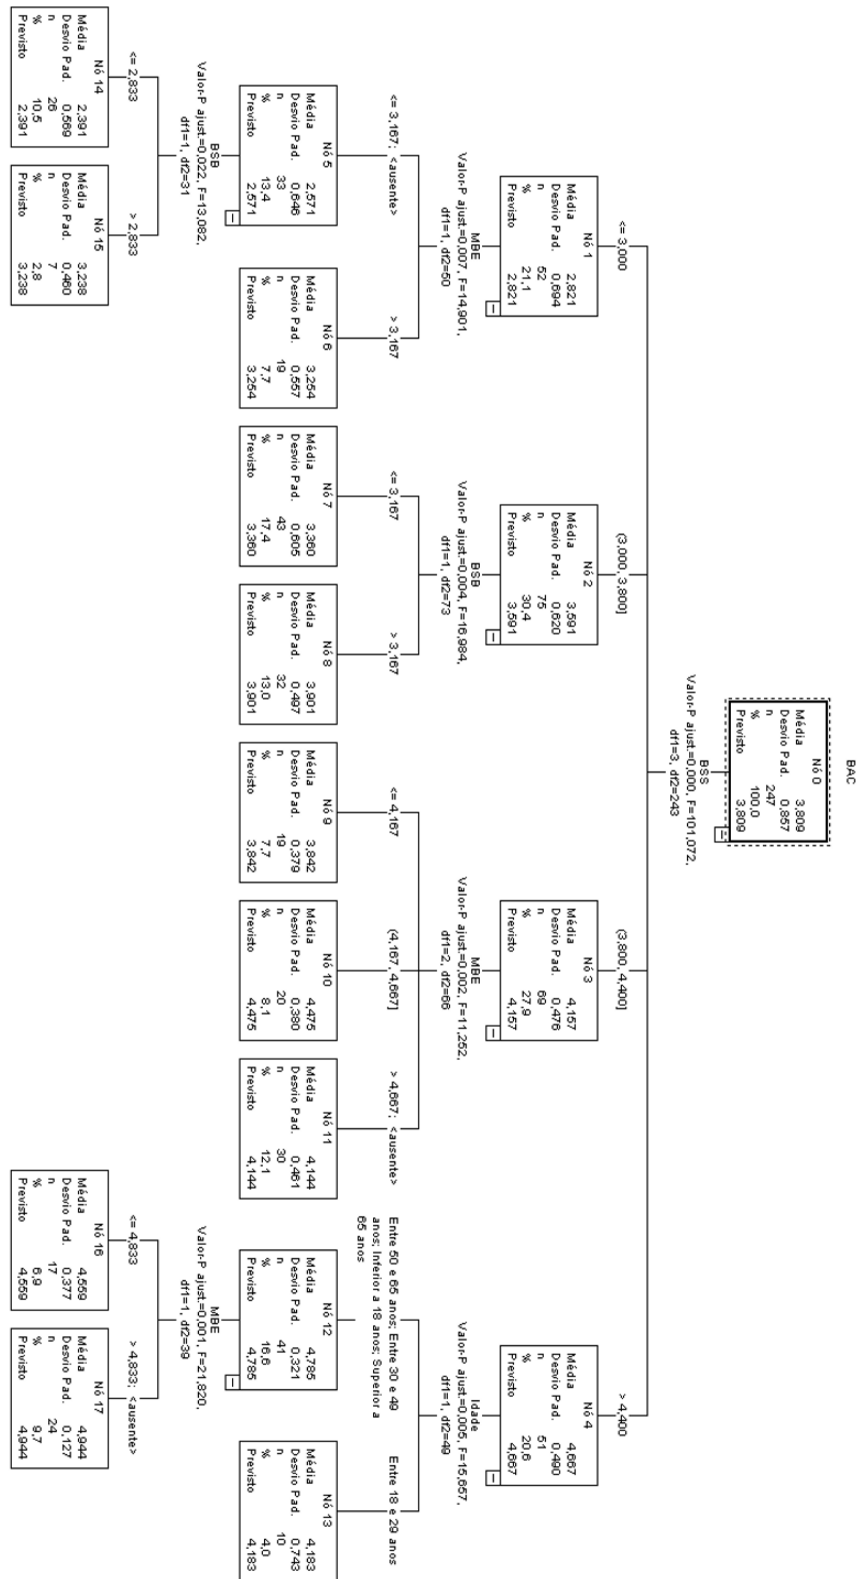 BAC
Nó 0
Média 3,809
Desvio Pad. 0,857
n 247
% 100,0
Previsto 3,809
BSS
Valor-P ajust.=0,000, F=101,072,
df1=3, df2=243
<= 3,000
(3,000, 3,800]
(3,800, 4,400]
> 4,400
Nó 1
Média 2,821
Desvio Pad. 0,694
n 52
% 21,1
Previsto 2,821
Nó 2
Média 3,591
Desvio Pad. 0,620
n 75
% 30,4
Previsto 3,591
Nó 3
Média 4,157
Desvio Pad. 0,476
n 69
% 27,9
Previsto 4,157
Nó 4
Média 4,667
Desvio Pad. 0,490
n 51
% 20,6
Previsto 4,667
MBE
Valor-P ajust.=0,007, F=14,901,
df1=1, df2=50
BSB
Valor-P ajust.=0,004, F=16,984,
df1=1, df2=73
MBE
Valor-P ajust.=0,002, F=11,252,
df1=2, df2=66
Idade
Valor-P ajust.=0,005, F=15,657,
df1=1, df2=49
<= 3,167; <ausente>
> 3,167
<= 3,167
> 3,167
<= 4,167
(4,167, 4,667]
> 4,667; <ausente>
Entre 50 e 65 anos; Entre 30 e 49
anos; Inferior a 18 anos; Superior a
65 anos
Entre 18 e 29 anos
Nó 5
Média 2,571
Desvio Pad. 0,646
n 33
% 13,4
Previsto 2,571
Nó 6
Média 3,254
Desvio Pad. 0,557
n 19
% 7,7
Previsto 3,254
Nó 7
Média 3,360
Desvio Pad. 0,605
n 43
% 17,4
Previsto 3,360
Nó 8
Média 3,901
Desvio Pad. 0,497
n 32
% 13,0
Previsto 3,901
Nó 9
Média 3,842
Desvio Pad. 0,379
n 19
% 7,7
Previsto 3,842
Nó 10
Média 4,475
Desvio Pad. 0,380
n 20
% 8,1
Previsto 4,475
Nó 11
Média 4,144
Desvio Pad. 0,461
n 30
% 12,1
Previsto 4,144
Nó 12
Média 4,785
Desvio Pad. 0,321
n 41
% 16,6
Previsto 4,785
Nó 13
Média 4,183
Desvio Pad. 0,743
n 10
% 4,0
Previsto 4,183
BSB
Valor-P ajust.=0,022, F=13,082,
df1=1, df2=31
MBE
Valor-P ajust.=0,001, F=21,820,
df1=1, df2=39
<= 2,833
> 2,833
<= 4,833
> 4,833; <ausente>
Nó 14
Média 2,391
Desvio Pad. 0,569
n 26
% 10,5
Previsto 2,391
Nó 15
Média 3,238
Desvio Pad. 0,460
n 7
% 2,8
Previsto 3,238
Nó 16
Média 4,559
Desvio Pad. 0,377
n 17
% 6,9
Previsto 4,559
Nó 17
Média 4,944
Desvio Pad. 0,127
n 24
% 9,7
Previsto 4,944